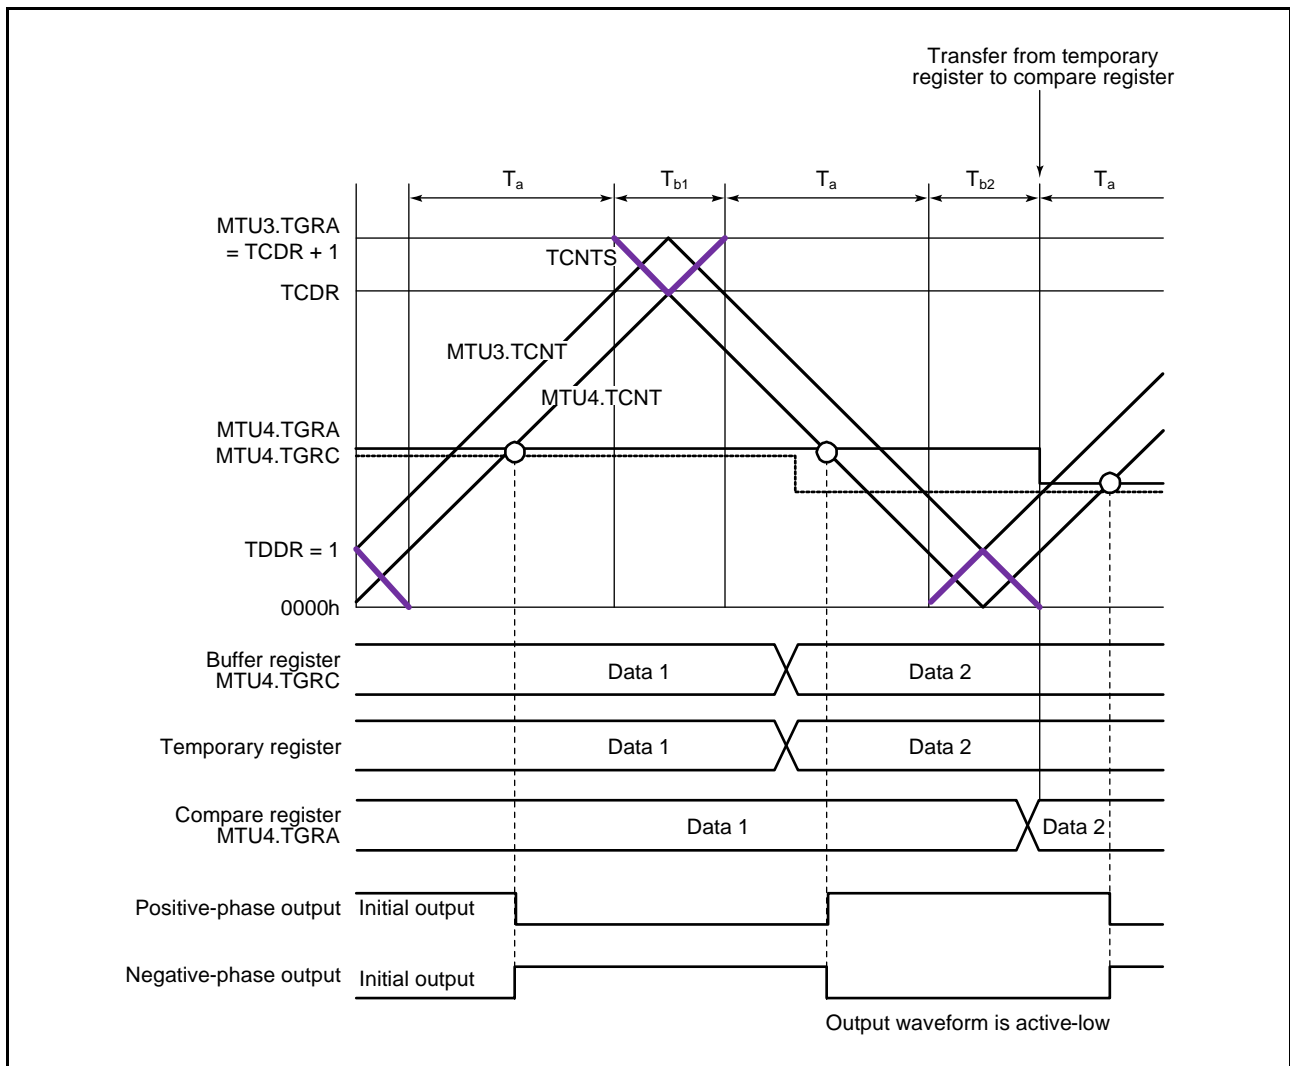 Transfer from temporary
register to compare register
Ta
Tb1
Ta
Tb2
Ta
MTU3.TGRA
= TCDR + 1
TCNTS
TCDR
MTU3.TCNT
MTU4.TCNT
MTU4.TGRA
MTU4.TGRC
TDDR = 1
0000h
Buffer register
MTU4.TGRC
Data 1
Data 2
Temporary register
Data 1
Data 2
Compare register
MTU4.TGRA
Data 1
Data 2
Positive-phase output
Initial output
Negative-phase output
Initial output
Output waveform is active-low